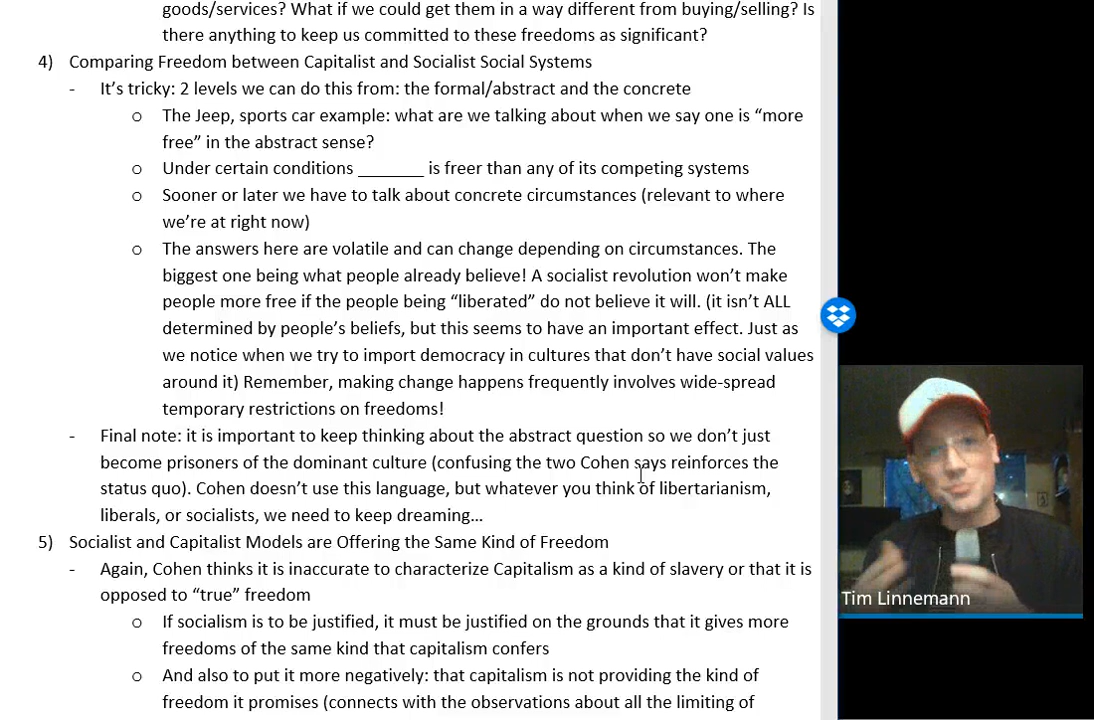 goods/services? What if we could get them in a way different from buying/selling? Is
there anything to keep us committed to these freedoms as significant?
4) Comparing Freedom between Capitalist and Socialist Social Systems
- It’s tricky: 2 levels we can do this from: the formal/abstract and the concrete
o The Jeep, sports car example: what are we talking about when we say one is “more
free” in the abstract sense?
o Under certain conditions _______ is freer than any of its competing systems
o Sooner or later we have to talk about concrete circumstances (relevant to where
we’re at right now)
o The answers here are volatile and can change depending on circumstances. The
biggest one being what people already believe! A socialist revolution won’t make
people more free if the people being “liberated” do not believe it will. (it isn’t ALL
determined by people’s beliefs, but this seems to have an important effect. Just as
we notice when we try to import democracy in cultures that don’t have social values
around it) Remember, making change happens frequently involves wide-spread
temporary restrictions on freedoms!
- Final note: it is important to keep thinking about the abstract question so we don’t just
become prisoners of the dominant culture (confusing the two Cohen says reinforces the
status quo). Cohen doesn’t use this language, but whatever you think of libertarianism,
liberals, or socialists, we need to keep dreaming…
5) Socialist and Capitalist Models are Offering the Same Kind of Freedom
- Again, Cohen thinks it is inaccurate to characterize Capitalism as a kind of slavery or that it is
opposed to “true” freedom
o If socialism is to be justified, it must be justified on the grounds that it gives more
freedoms of the same kind that capitalism confers
o And also to put it more negatively: that capitalism is not providing the kind of
freedom it promises (connects with the observations about all the limiting of
Tim Linnemann